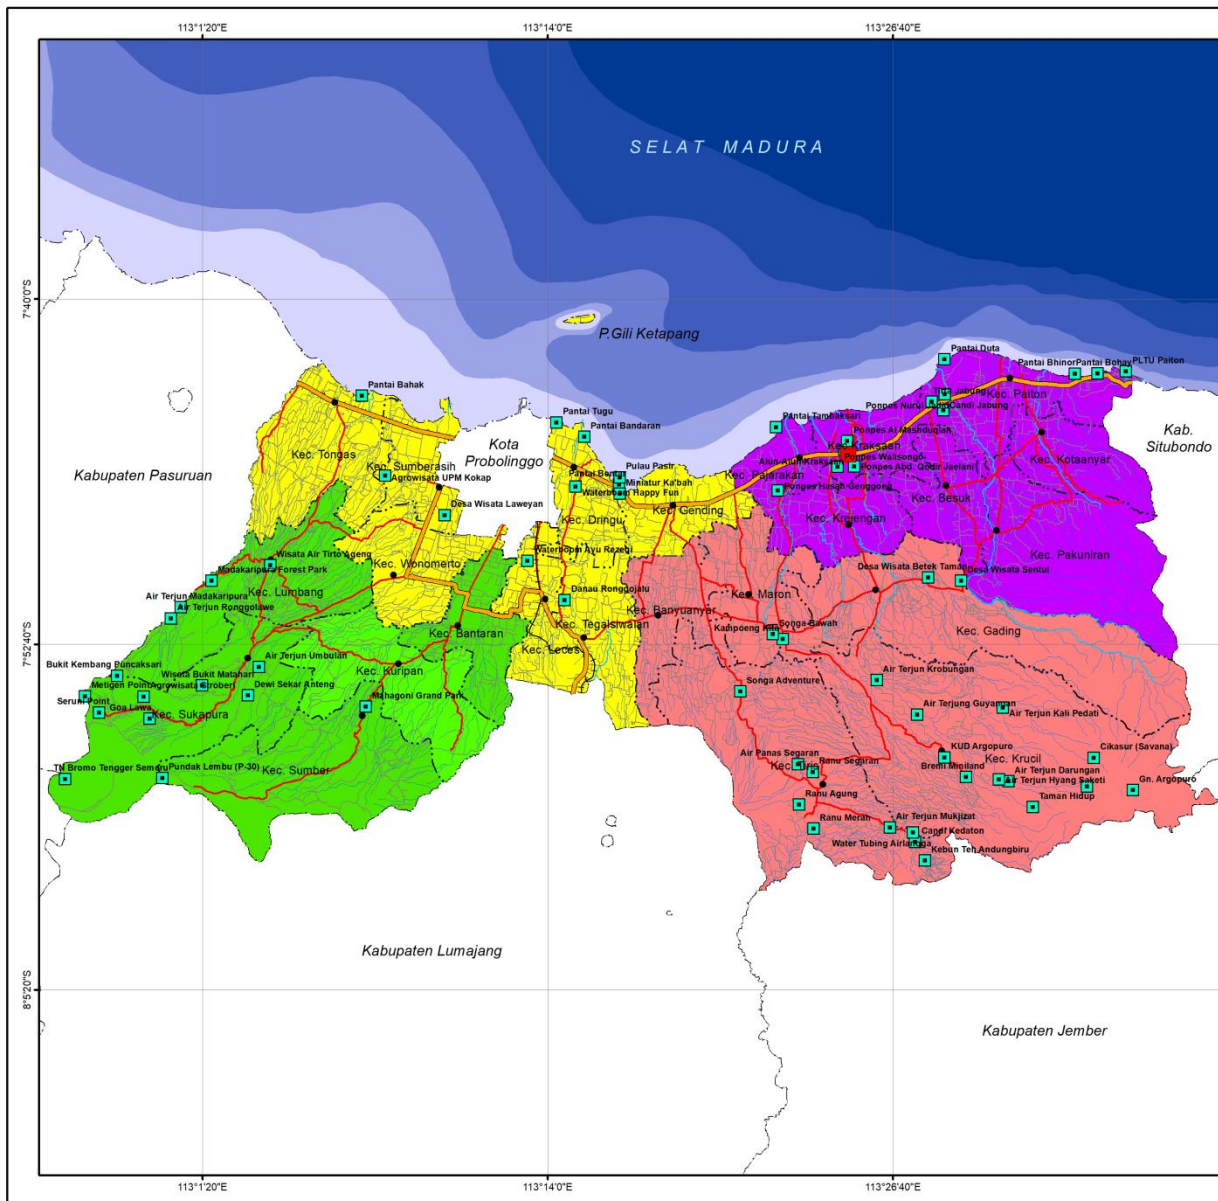 113°1'20"E
113°14'0"E
113°26'40"E
SELAT MADURA
7°40'0"S
P.Gili Ketapang
Pantai Duta
Pantai Bhinor
Pantai Bohay
PLTU Paiton
Pantai Bahak
Jabung
Kec. Paiton
Ponpes Nurul
Candi Jabung
Pantai Tugu
Pantai Tambaksari
Pantai Bandaran
Kota
Probolinggo
Kab.
Situbondo
Ponpes Al Mashduqiah
Kec.Kraksaan
Kec. Tongas
Kec. Sumberasih
Alun-Alun Kraksaan
Ponpes Walisongo
Kec. Kotaanyar
Kabupaten Pasuruan
Agrowisata UPM Kokap
Pulau Pasir
Ponpes Abd. Qodir Jaelani
Pantai Bentar
Kec. Pajarakan
Miniatur Ka'bah
Waterboom Happy Fun
Ponpes Hasan Genggong
Kec. Besuk
Desa Wisata Laweyan
Kec. Dringu
Kec. Gending
Kec. Krejengan
Wisata Air Tirto Ageng
Waterboom Ayu Rezegi
Kec. Pakuniran
Kec. Wonomerto
Madakaripura Forest Park
Desa Wisata Betek Taman
Desa Wisata Sentul
Kec. Lumbang
Danau Ronggojalu
Kec. Maron
Air Terjun Madakaripura
Air Terjun Ronggolawe
Kec. Banyuanyar
Kec. Tegalsiwalan
Kec. Bantaran
Kampoeng Kita
Songa Bawah
Kec. Gading
7°52'40"S
Kec. Leces
Air Terjun Umbulan
Bukit Kembang Puncaksari
Wisata Bukit Matahari
Kec. Kuripan
Air Terjun Krobungan
Metigen Point
Agrowisata Stroberi
Dewi Sekar Anteng
Mahagoni Grand Park
Songa Adventure
Seruni Point
Goa Lawa
Kec. Sukapura
Air Terjung Guyangan
Air Terjun Kali Pedati
Air Panas Segaran
KUD Argopuro
Cikasur (Savana)
Kec. Tiris
Ranu Segaran
Bremi Miniland
Kec. Krucil
TN Bromo Tengger Semeru
Pundak Lembu (P-30)
Kec. Sumber
Air Terjun Darungan
Air Terjun Hyang Saketi
Gn. Argopuro
Ranu Agung
Taman Hidup
Ranu Merah
Air Terjun Mukjizat
Candi Kedaton
Water Tubing Airlangga
Kebun Teh Andungbiru
Kabupaten Lumajang
8°5'20"S
Kabupaten Jember
113°1'20"E
113°14'0"E
113°26'40"E